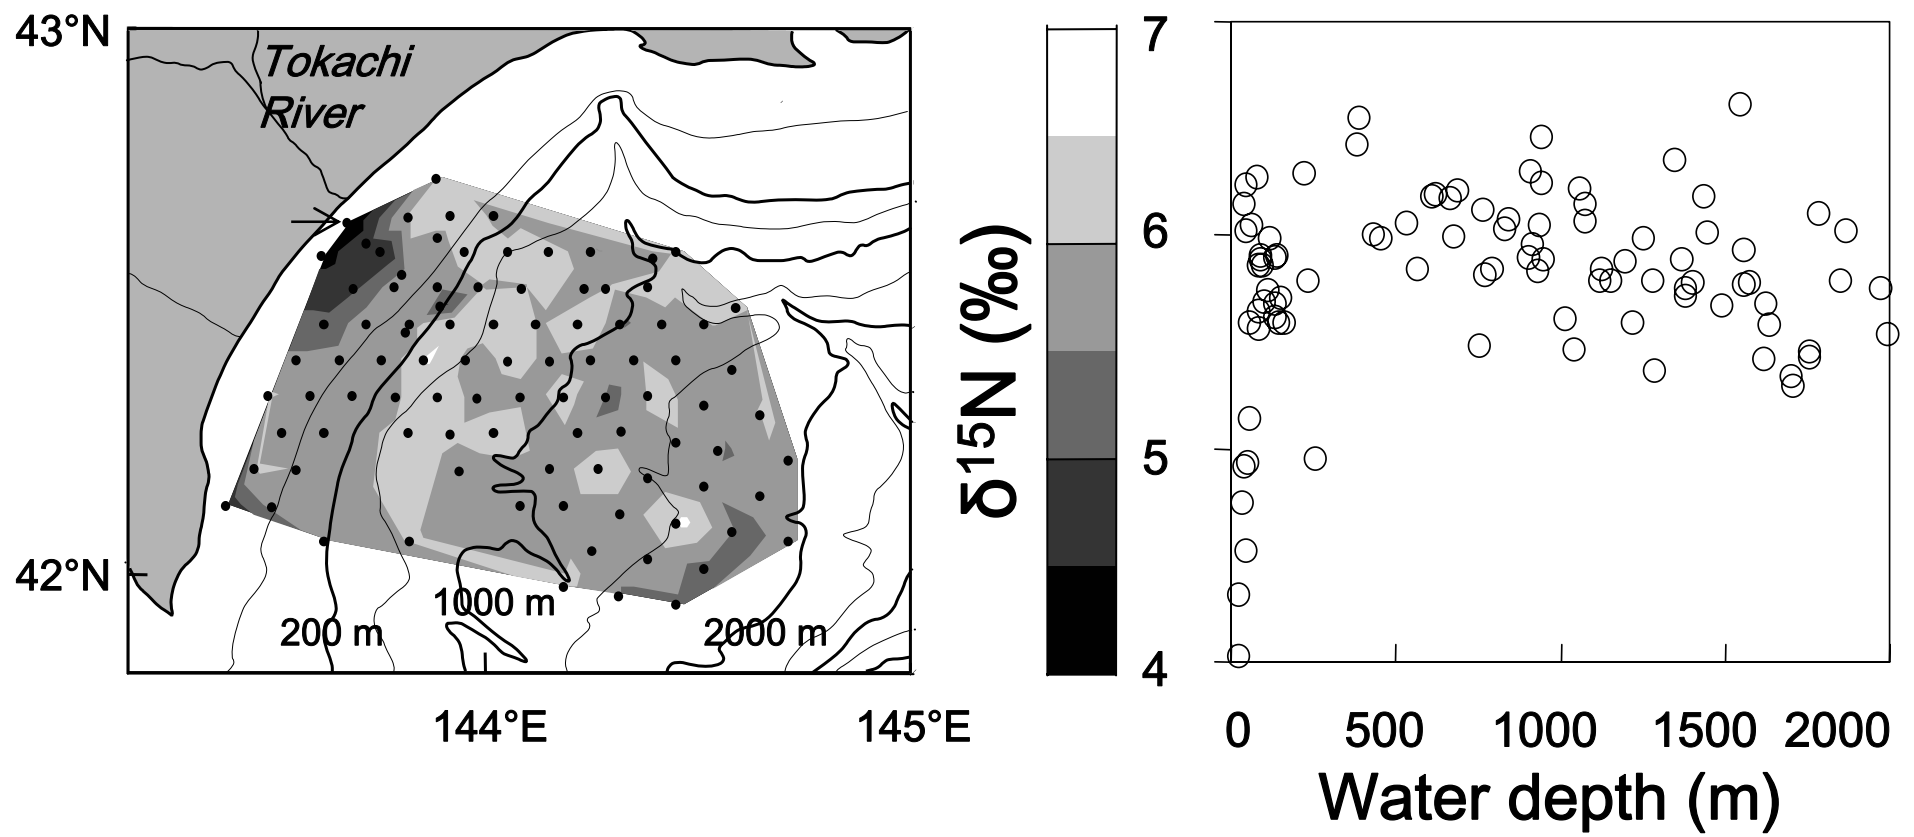 43°N
Tokachi
River
42°N
200 m
1000 m
2000 m
144°E
145°E
δ¹⁵N (‰)
7
6
5
4
0
500
1000
1500
2000
Water depth (m)